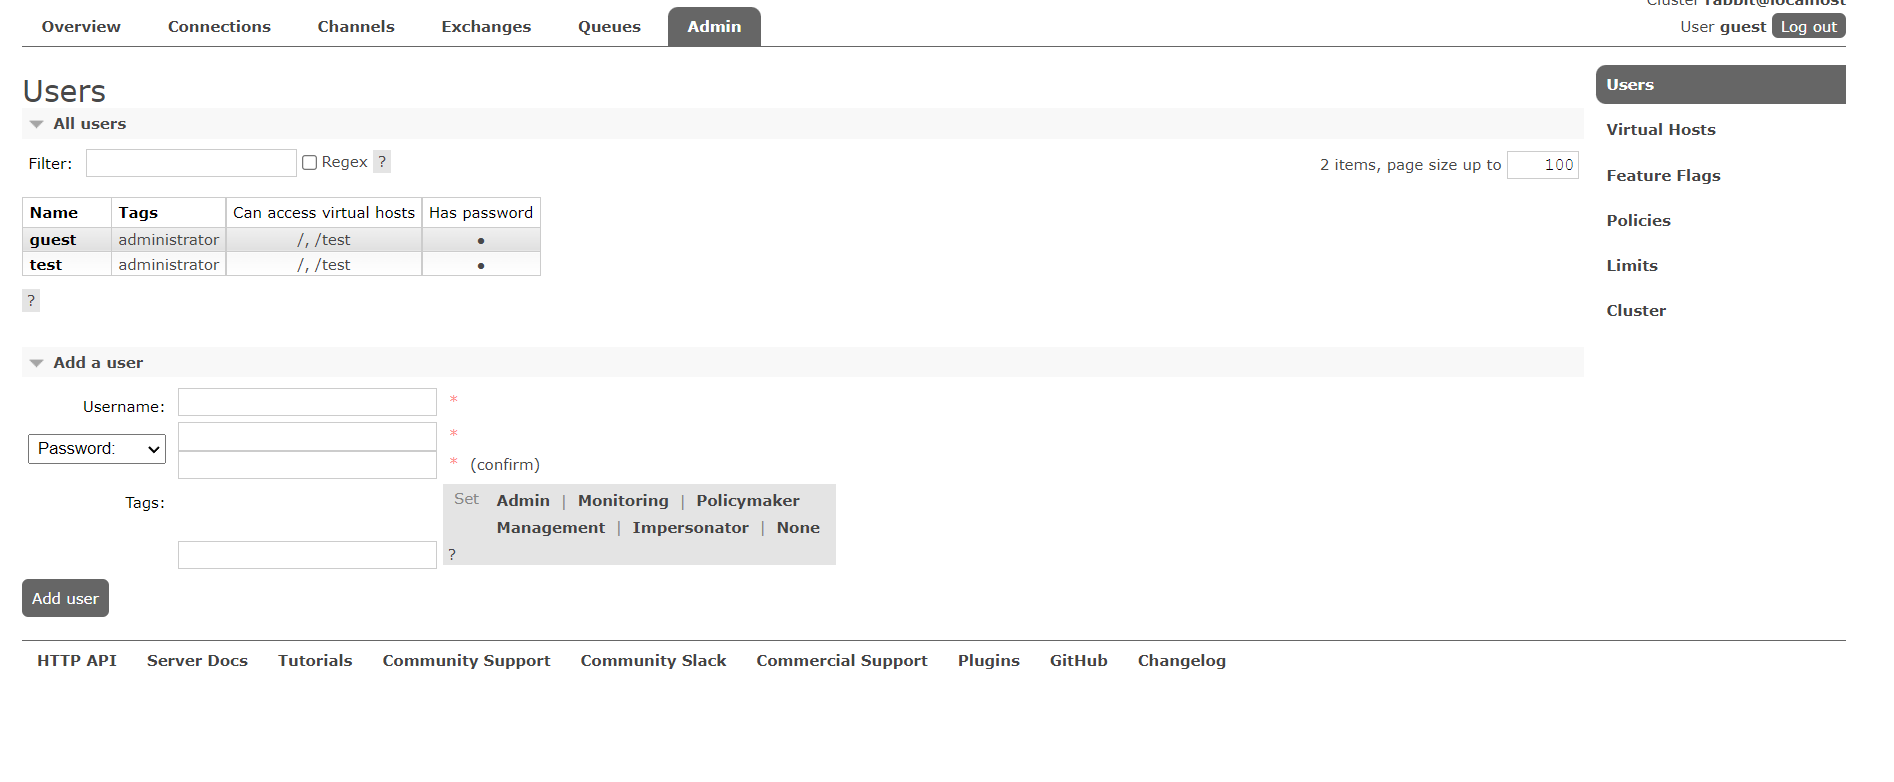 Cluster rabbit@localhost
Overview Connections Channels Exchanges Queues Admin
User guest Log out
Users
All users
Filter: Regex ?
2 items, page size up to 100
Name Tags Can access virtual hosts Has password
guest administrator /, /test ●
test administrator /, /test ●
?
Add a user
Username: *
Password: *
* (confirm)
Tags:
Set Admin | Monitoring | Policymaker
Management | Impersonator | None
?
Add user
Users
Virtual Hosts
Feature Flags
Policies
Limits
Cluster
HTTP API Server Docs Tutorials Community Support Community Slack Commercial Support Plugins GitHub Changelog